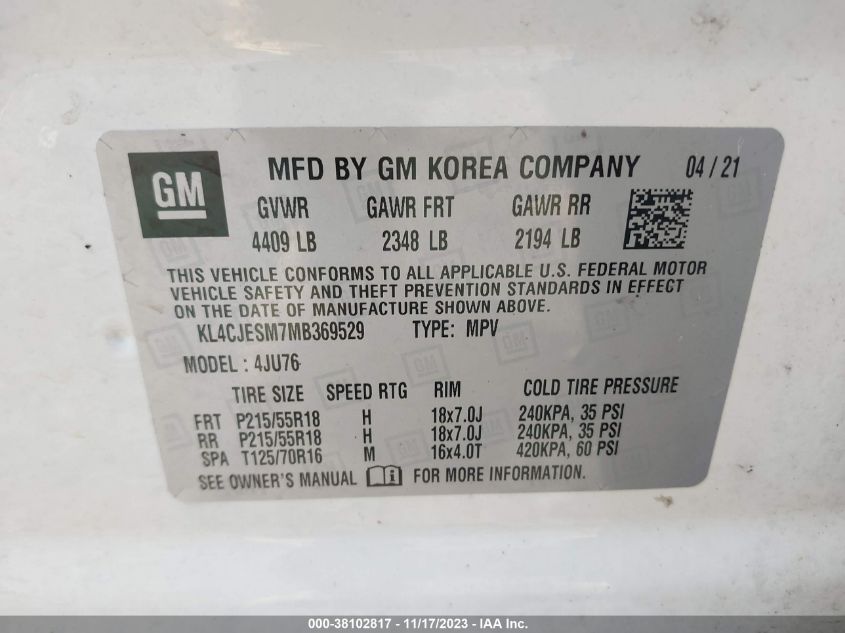 GM
MFD BY GM KOREA COMPANY 04 / 21
GVWR GAWR FRT GAWR RR
4409 LB 2348 LB 2194 LB
THIS VEHICLE CONFORMS TO ALL APPLICABLE U.S. FEDERAL MOTOR
VEHICLE SAFETY AND THEFT PREVENTION STANDARDS IN EFFECT
ON THE DATE OF MANUFACTURE SHOWN ABOVE.
KL4CJESM7MB369529 TYPE: MPV
MODEL : 4JU76
TIRE SIZE SPEED RTG RIM COLD TIRE PRESSURE
FRT P215/55R18 H 18x7.0J 240KPA, 35 PSI
RR P215/55R18 H 18x7.0J 240KPA, 35 PSI
SPA T125/70R16 M 16x4.0T 420KPA, 60 PSI
SEE OWNER'S MANUAL FOR MORE INFORMATION.
000-38102817 - 11/17/2023 - IAA Inc.